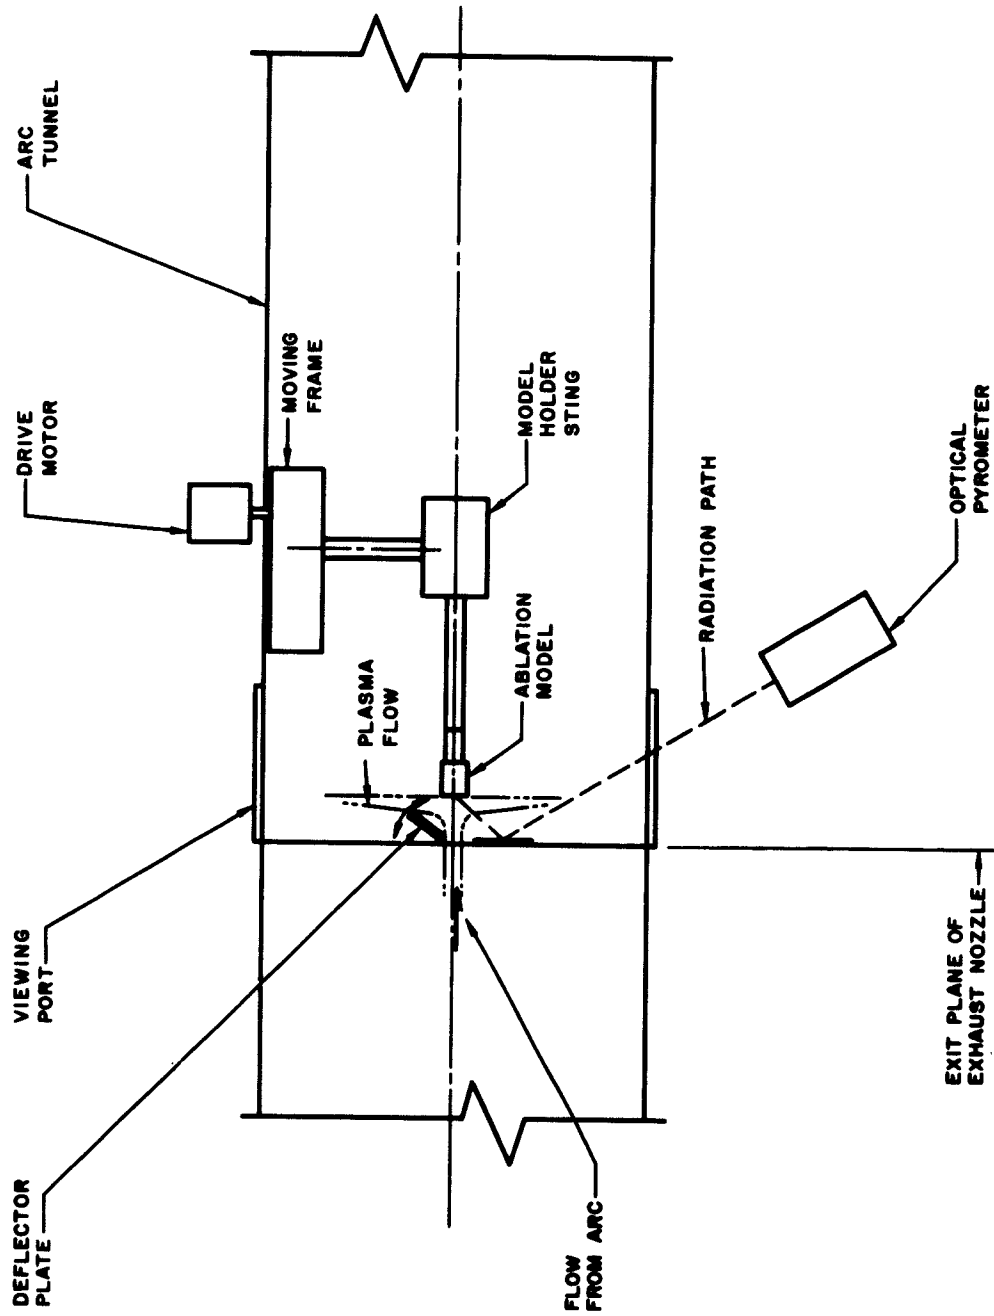 DEFLECTOR
PLATE
VIEWING
PORT
DRIVE
MOTOR
ARC
TUNNEL
MOVING
FRAME
PLASMA
FLOW
MODEL
HOLDER
STING
ABLATION
MODEL
FLOW
FROM ARC
RADIATION PATH
OPTICAL
PYROMETER
EXIT PLANE OF
EXHAUST NOZZLE